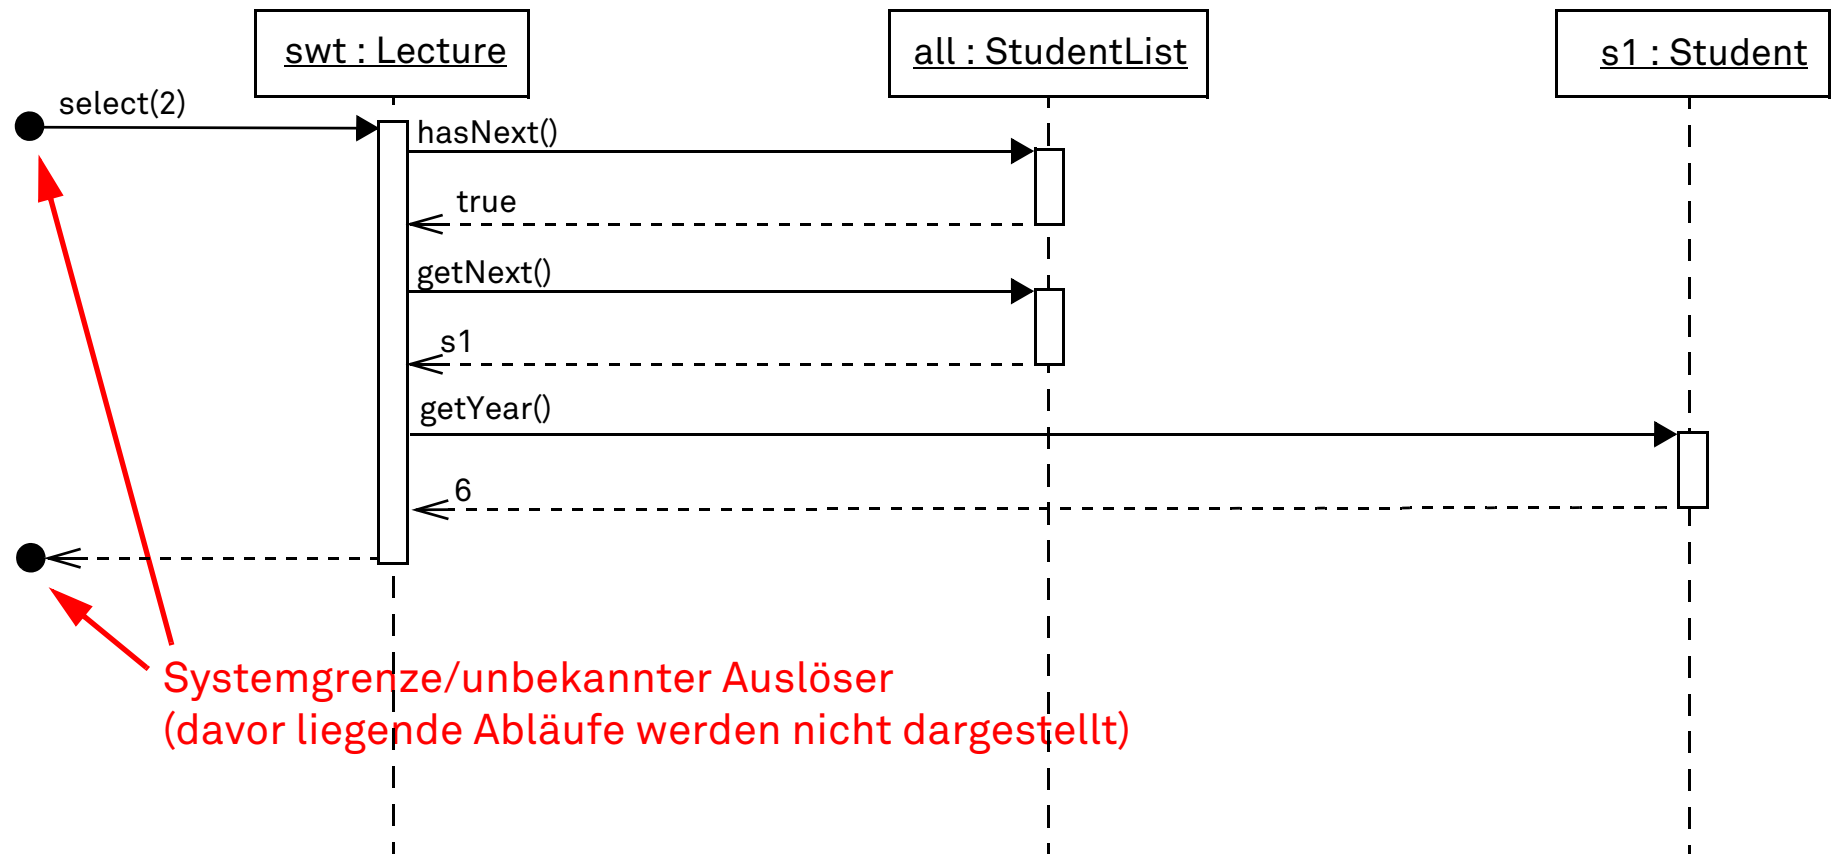 swt : Lecture
all : StudentList
s1 : Student
select(2)
hasNext()
true
getNext()
s1
getYear()
6
Systemgrenze/unbekannter Auslöser
(davor liegende Abläufe werden nicht dargestellt)